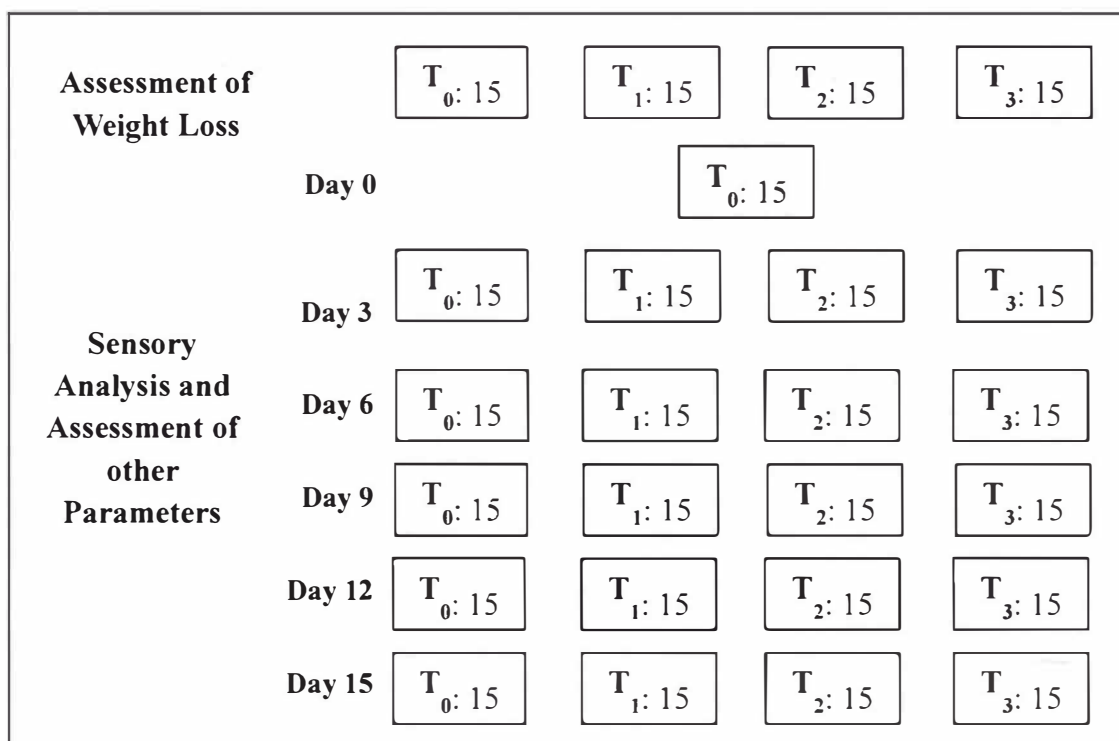 Assessment of
Weight Loss
T0: 15 T1: 15 T2: 15 T3: 15
Day 0 T0: 15
Day 3 T0: 15 T1: 15 T2: 15 T3: 15
Sensory
Analysis and
Assessment of
other
Parameters
Day 6 T0: 15 T1: 15 T2: 15 T3: 15
Day 9 T0: 15 T1: 15 T2: 15 T3: 15
Day 12 T0: 15 T1: 15 T2: 15 T3: 15
Day 15 T0: 15 T1: 15 T2: 15 T3: 15